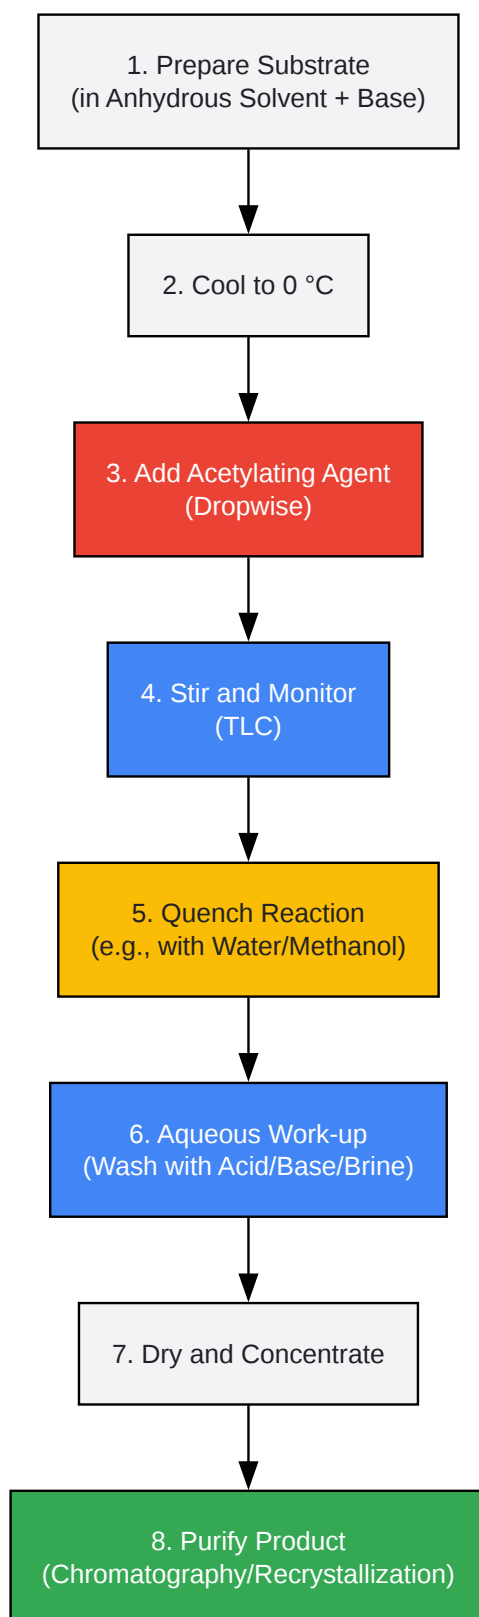 1. Prepare Substrate
(in Anhydrous Solvent + Base)
2. Cool to 0 °C
3. Add Acetylating Agent
(Dropwise)
4. Stir and Monitor
(TLC)
5. Quench Reaction
(e.g., with Water/Methanol)
6. Aqueous Work-up
(Wash with Acid/Base/Brine)
7. Dry and Concentrate
8. Purify Product
(Chromatography/Recrystallization)